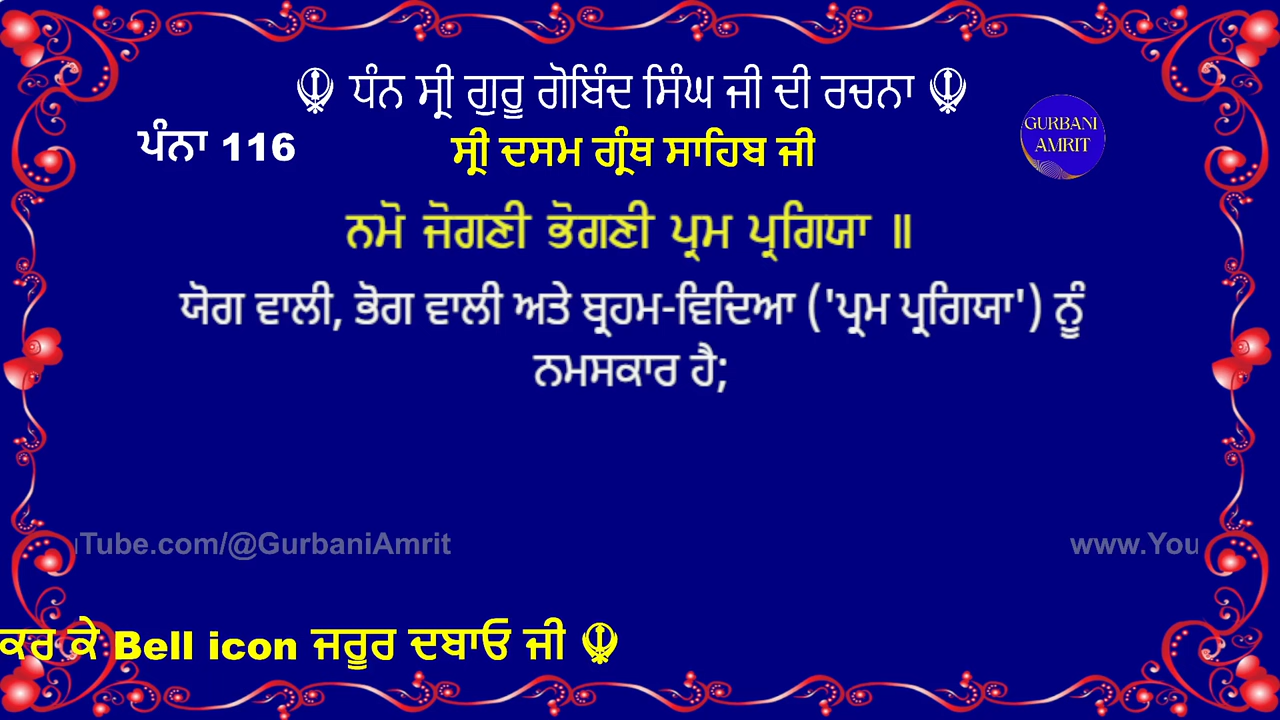 ☬ ਧੰਨ ਸ੍ਰੀ ਗੁਰੂ ਗੋਬਿੰਦ ਸਿੰਘ ਜੀ ਦੀ ਰਚਨਾ ☬
ਪੰਨਾ 116
ਸ੍ਰੀ ਦਸਮ ਗ੍ਰੰਥ ਸਾਹਿਬ ਜੀ
GURBANI
AMRIT
ਨਮੋ ਜੋਗਣੀ ਭੋਗਣੀ ਪ੍ਰਮ ਪ੍ਰਗਿਯਾ ॥
ਯੋਗ ਵਾਲੀ, ਭੋਗ ਵਾਲੀ ਅਤੇ ਬ੍ਰਹਮ-ਵਿਦਿਆ ('ਪ੍ਰਮ ਪ੍ਰਗਿਯਾ') ਨੂੰ
ਨਮਸਕਾਰ ਹੈ;
uTube.com/@GurbaniAmrit
www.You
ਕਰ ਕੇ Bell icon ਜਰੂਰ ਦਬਾਓ ਜੀ ☬